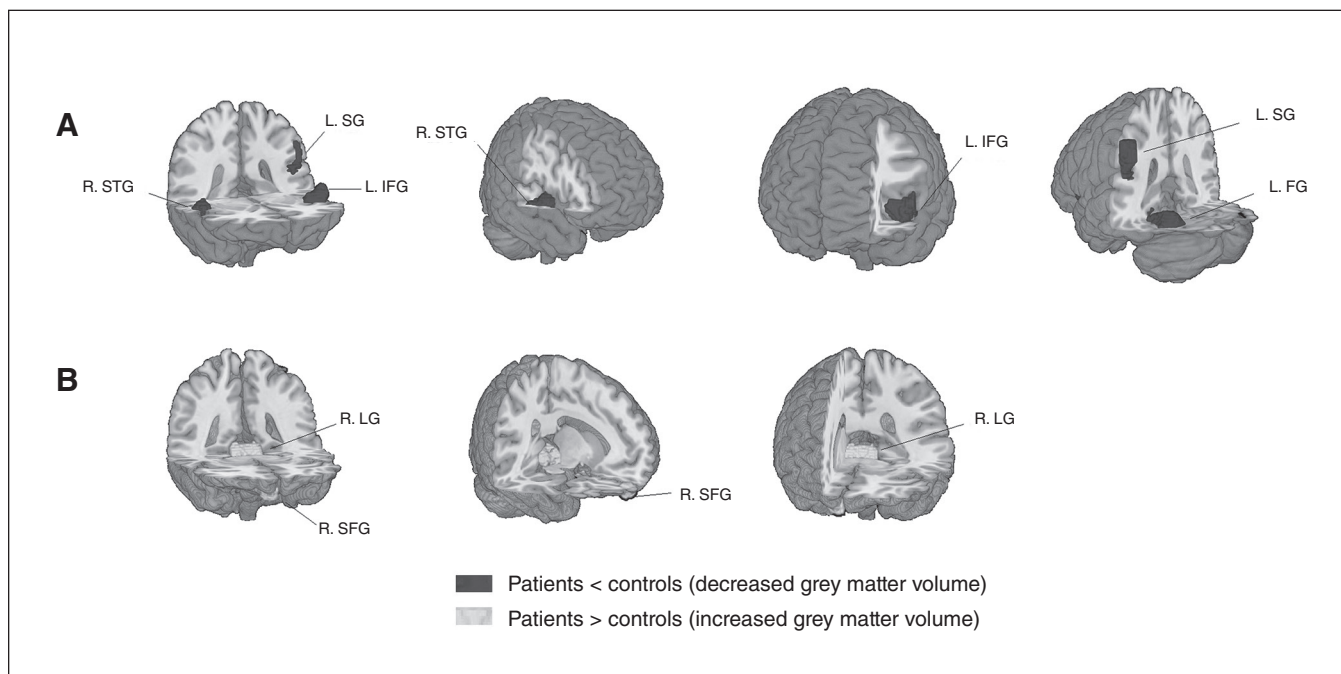 A
L. SG
R. STG
L. IFG
R. STG
L. IFG
L. SG
L. FG
B
R. LG
R. SFG
R. SFG
R. LG
Patients < controls (decreased grey matter volume)
Patients > controls (increased grey matter volume)